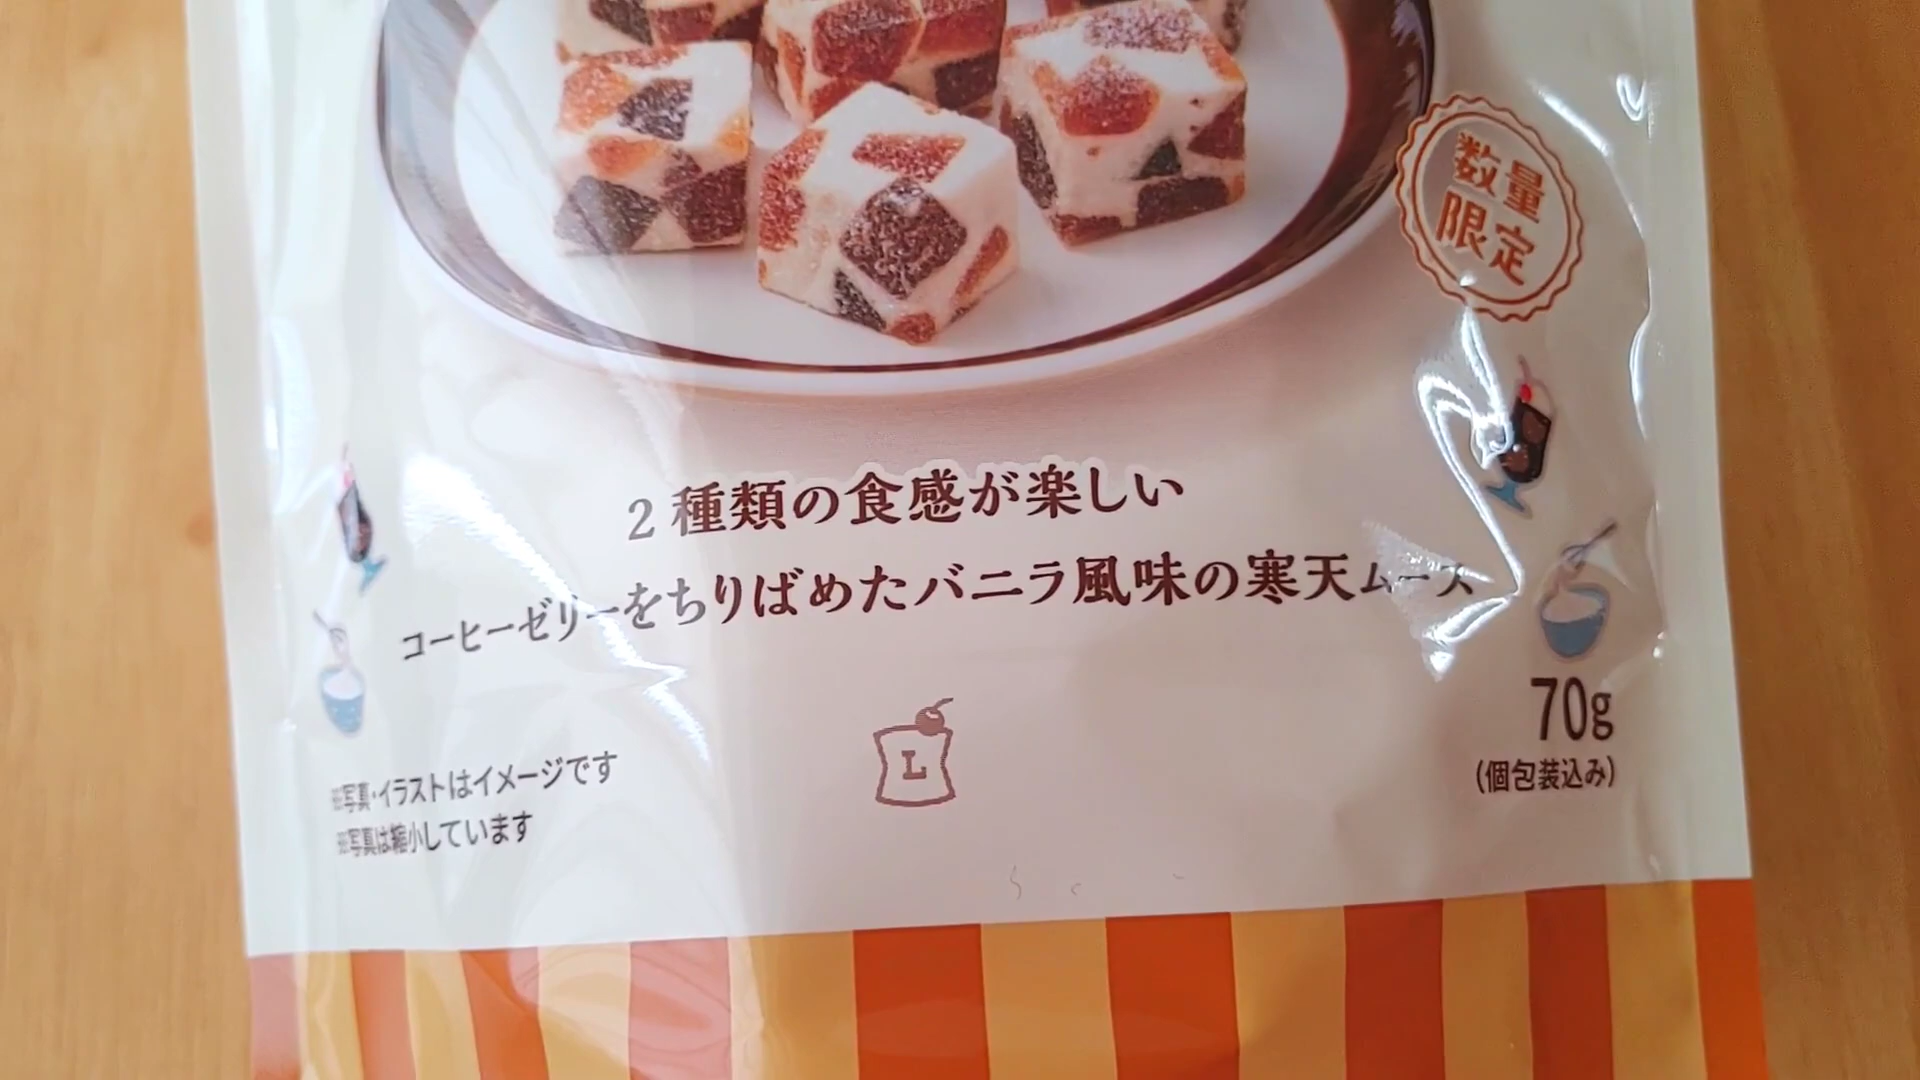 数量
限定
2種類の食感が楽しい
コーヒーゼリーをちりばめたバニラ風味の寒天ムース
L
70g
(個包装込み)
※写真・イラストはイメージです
※写真は縮小しています